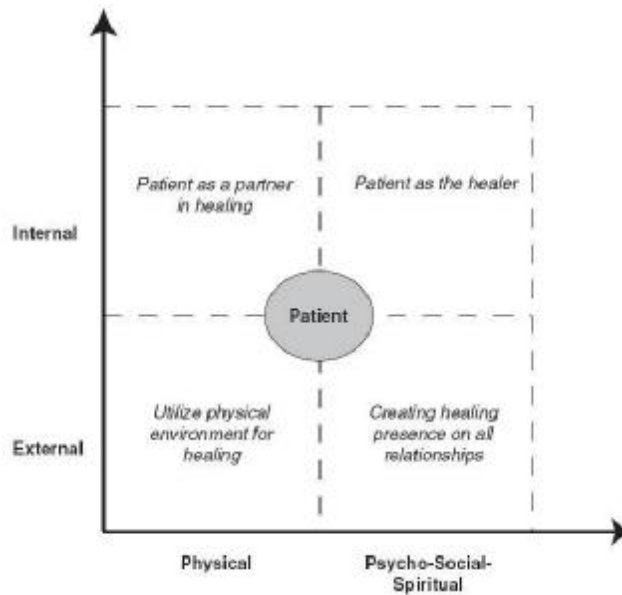 Patient as a partner
in healing
Patient as the healer
Internal
Patient
Utilize physical
environment for
healing
Creating healing
presence on all
relationships
External
Physical
Psycho-Social-
Spiritual